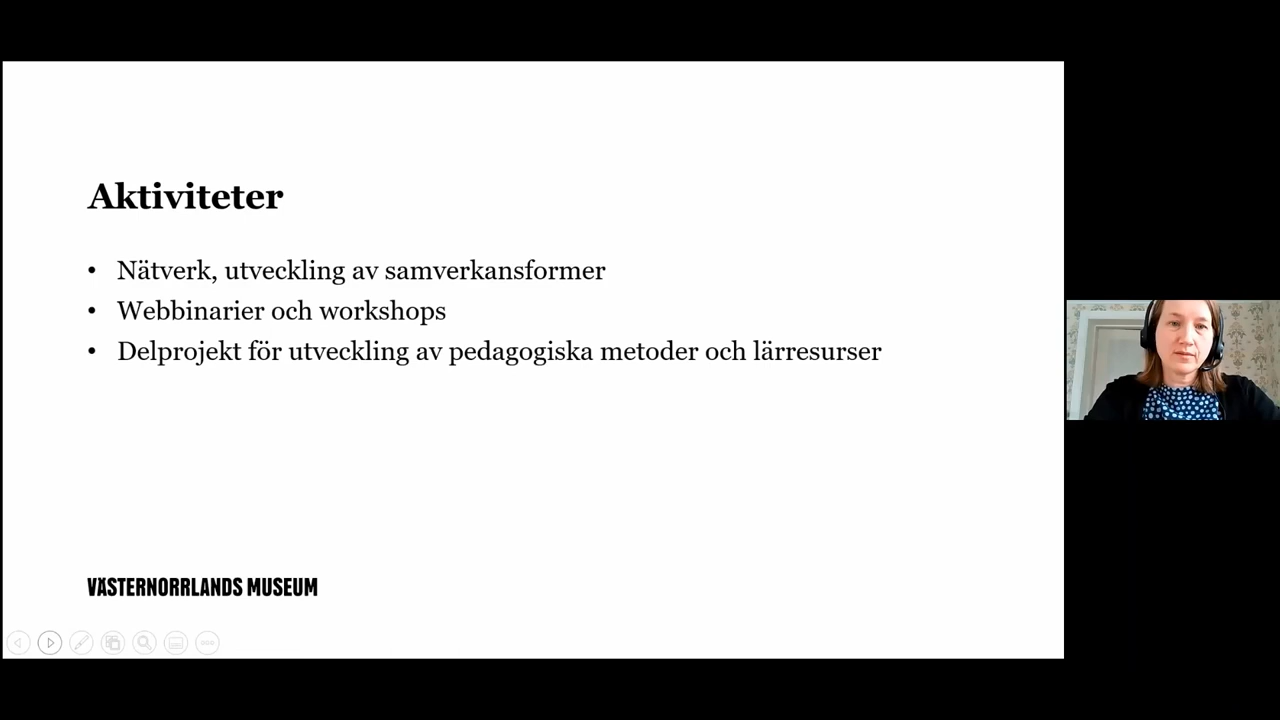 Aktiviteter
• Nätverk, utveckling av samverkansformer
• Webbinarier och workshops
• Delprojekt för utveckling av pedagogiska metoder och lärresurser
VÄSTERNORRLANDS MUSEUM